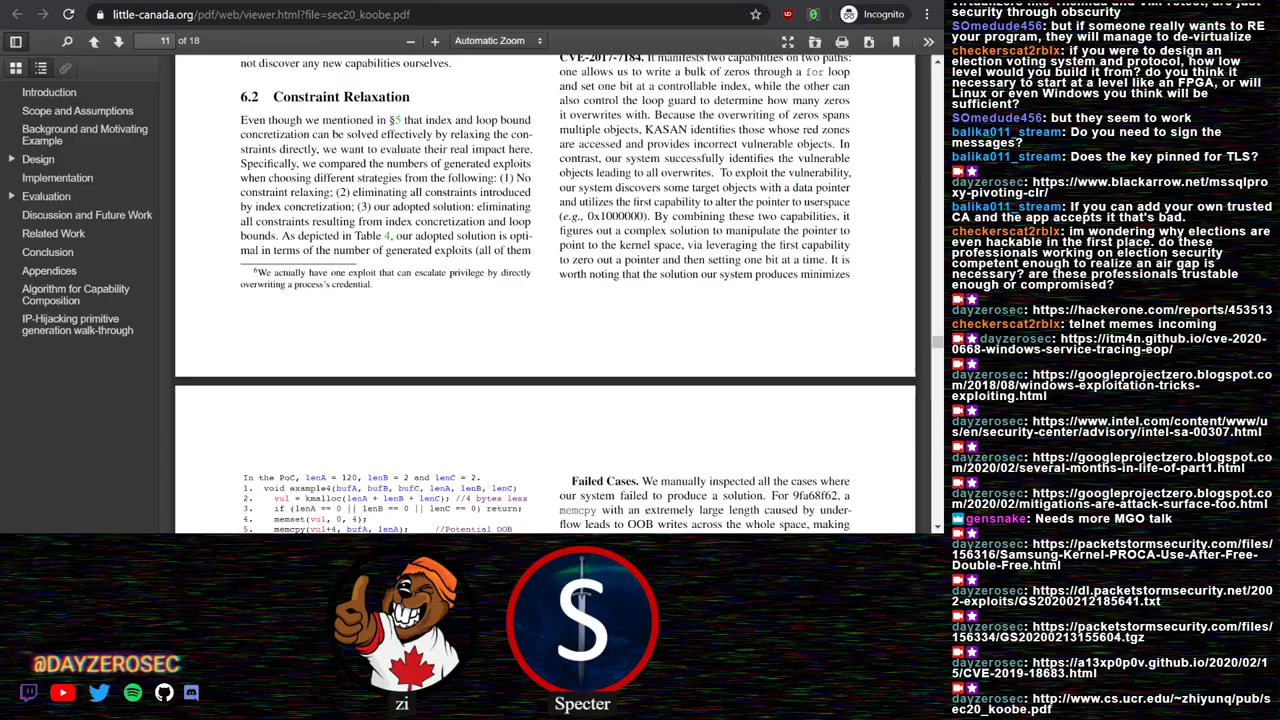 little-canada.org/pdf/web/viewer.html?file=sec20_koobe.pdf
Incognito
11 of 18
Automatic Zoom
Introduction
Scope and Assumptions
Background and Motivating
Example
Design
Implementation
Evaluation
Discussion and Future Work
Related Work
Conclusion
Appendices
Algorithm for Capability
Composition
IP-Hijacking primitive
generation walk-through
not discover any new capabilities ourselves.
6.2 Constraint Relaxation
Even though we mentioned in §5 that index and loop bound
concretization can be solved effectively by relaxing the con-
straints directly, we want to evaluate their real impact here.
Specifically, we compared the numbers of generated exploits
when choosing different strategies from the following: (1) No
constraint relaxing; (2) eliminating all constraints introduced
by index concretization; (3) our adopted solution: eliminating
all constraints resulting from index concretization and loop
bounds. As depicted in Table 4, our adopted solution is opti-
mal in terms of the number of generated exploits (all of them
6We actually have one exploit that can escalate privilege by directly
overwriting a process's credential.
CVE-2017-7184. It manifests two capabilities on two paths:
one allows us to write a bulk of zeros through a for loop
and set one bit at a controllable index, while the other can
also control the loop guard to determine how many zeros
it overwrites with. Because the overwriting of zeros spans
multiple objects, KASAN identifies those whose red zones
are accessed and provides incorrect vulnerable objects. In
contrast, our system successfully identifies the vulnerable
objects leading to all overwrites. To exploit the vulnerability,
our system discovers some target objects with a data pointer
and utilizes the first capability to alter the pointer to userspace
(e.g., 0x1000000). By combining these two capabilities, it
figures out a complex solution to manipulate the pointer to
point to the kernel space, via leveraging the first capability
to zero out a pointer and then setting one bit at a time. It is
worth noting that the solution our system produces minimizes
In the PoC, lenA = 120, lenB = 2 and lenC = 2.
1. void example4(bufA, bufB, bufC, lenA, lenB, lenC)
2. vul = kmalloc(lenA + lenB + lenC); //4 bytes less
3. if (lenA == 0 || lenB == 0 || lenC == 0) return;
4. memset(vul, 0, 4);
5. memcpy(vul+4, bufA, lenA); //Potential OOB
Failed Cases. We manually inspected all the cases where
our system failed to produce a solution. For 9fa68f62, a
memcpy with an extremely large length caused by under-
flow leads to OOB writes across the whole space, making
@DAYZEROSEC
zi
S
Specter
security through obscurity
SOmedude456: but if someone really wants to RE
your program, they will manage to de-virtualize
checkerscat2rblx: if you were to design an
election voting system and protocol, how low
level would you build it from? do you think it
necessary to start at a level like an FPGA, or will
Linux or even Windows you think will be
sufficient?
SOmedude456: but they seem to work
balika011_stream: Do you need to sign the
messages?
balika011_stream: Does the key pinned for TLS?
dayzerosec: https://www.blackarrow.net/mssqlpro
xy-pivoting-clr/
balika011_stream: If you can add your own trusted
CA and the app accepts it that's bad.
checkerscat2rblx: im wondering why elections are
even hackable in the first place. do these
professionals working on election security
competent enough to realize an air gap is
necessary? are these professionals trustable
enough or compromised?
dayzerosec: https://hackerone.com/reports/453513
checkerscat2rblx: telnet memes incoming
dayzerosec: https://itm4n.github.io/cve-2020-
0668-windows-service-tracing-eop/
dayzerosec: https://googleprojectzero.blogspot.co
m/2018/08/windows-exploitation-tricks-
exploiting.html
dayzerosec: https://www.intel.com/content/www/u
s/en/security-center/advisory/intel-sa-00307.html
dayzerosec: https://googleprojectzero.blogspot.co
m/2020/02/several-months-in-life-of-part1.html
dayzerosec: https://googleprojectzero.blogspot.co
m/2020/02/mitigations-are-attack-surface-too.html
gensnake: Needs more MGO talk
dayzerosec: https://packetstormsecurity.com/files/
156316/Samsung-Kernel-PROCA-Use-After-Free-
Double-Free.html
dayzerosec: https://dl.packetstormsecurity.net/200
2-exploits/GS20200212185641.txt
dayzerosec: https://packetstormsecurity.com/files/
156334/GS20200213155604.tgz
dayzerosec: https://a13xp0p0v.github.io/2020/02/1
5/CVE-2019-18683.html
dayzerosec: http://www.cs.ucr.edu/~zhiyunq/pub/s
ec20_koobe.pdf